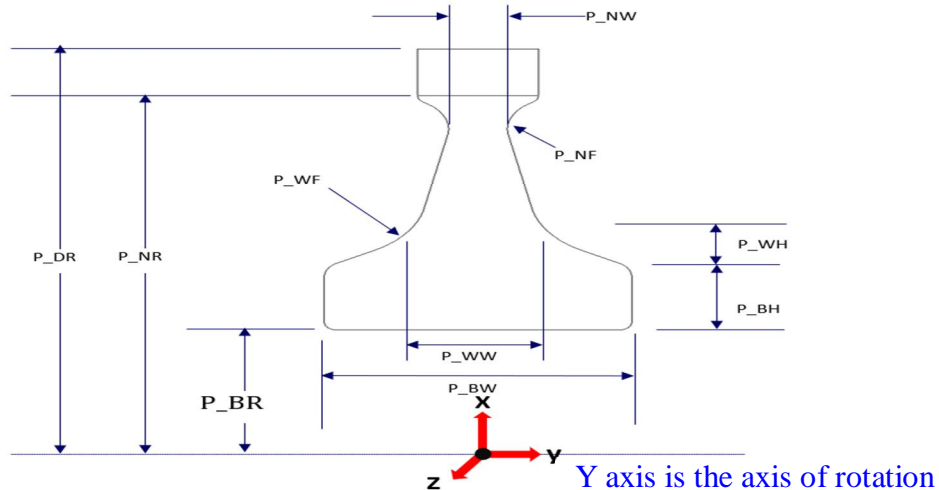 P_NW
P_NF
P_WF
P_WH
P_DR
P_NR
P_BH
P_WW
P_BW
P_BR
X
Y
Z
Y axis is the axis of rotation